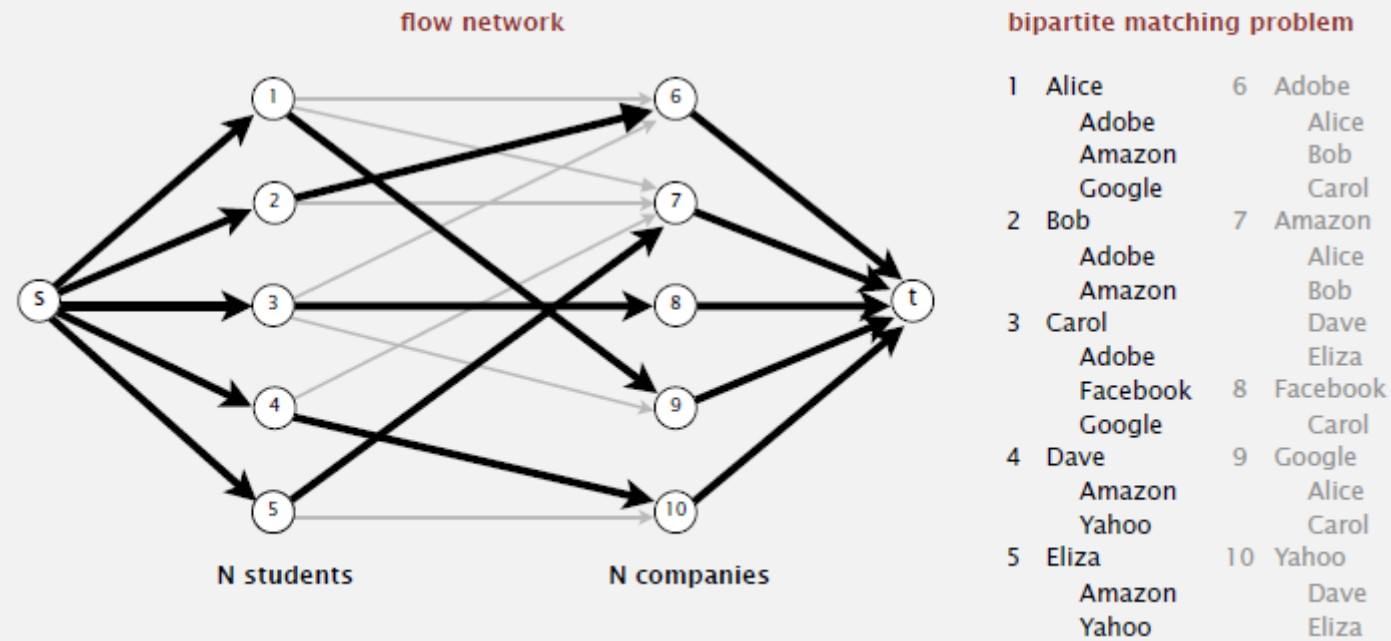 flow network
1
6
2
7
s
3
8
t
4
9
5
10
N students
N companies
bipartite matching problem
1 Alice
Adobe
Amazon
Google
2 Bob
Adobe
Amazon
3 Carol
Adobe
Facebook
Google
4 Dave
Amazon
Yahoo
5 Eliza
Amazon
Yahoo
6 Adobe
Alice
Bob
Carol
7 Amazon
Alice
Bob
Dave
Eliza
8 Facebook
Carol
9 Google
Alice
Carol
10 Yahoo
Dave
Eliza